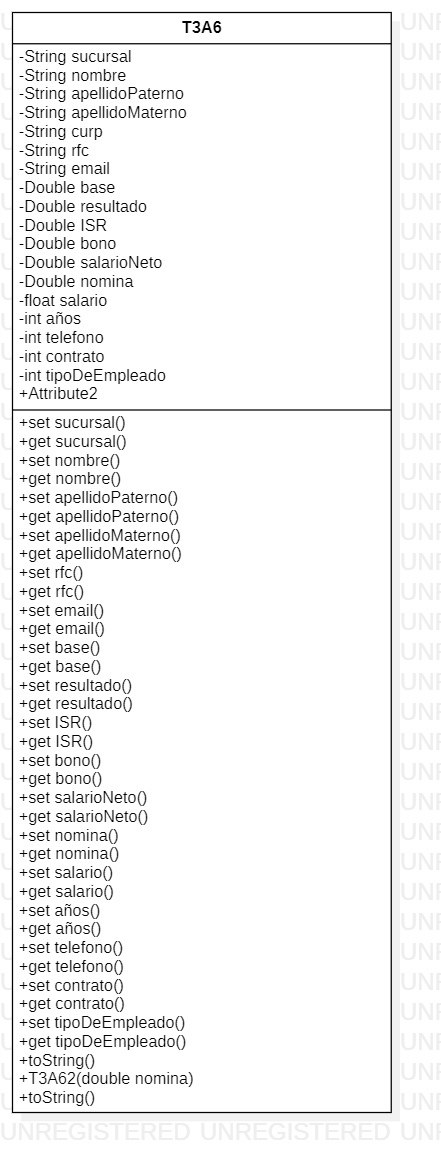 T3A6
-String sucursal
-String nombre
-String apellidoPaterno
-String apellidoMaterno
-String curp
-String rfc
-String email
-Double base
-Double resultado
-Double ISR
-Double bono
-Double salarioNeto
-Double nomina
-float salario
-int años
-int telefono
-int contrato
-int tipoDeEmpleado
+Attribute2
+set sucursal()
+get sucursal()
+set nombre()
+get nombre()
+set apellidoPaterno()
+get apellidoPaterno()
+set apellidoMaterno()
+get apellidoMaterno()
+set rfc()
+get rfc()
+set email()
+get email()
+set base()
+get base()
+set resultado()
+get resultado()
+set ISR()
+get ISR()
+set bono()
+get bono()
+set salarioNeto()
+get salarioNeto()
+set nomina()
+get nomina()
+set salario()
+get salario()
+set años()
+get años()
+set telefono()
+get telefono()
+set contrato()
+get contrato()
+set tipoDeEmpleado()
+get tipoDeEmpleado()
+toString()
+T3A62(double nomina)
+toString()
UNREGISTERED UNREGISTERED UNR